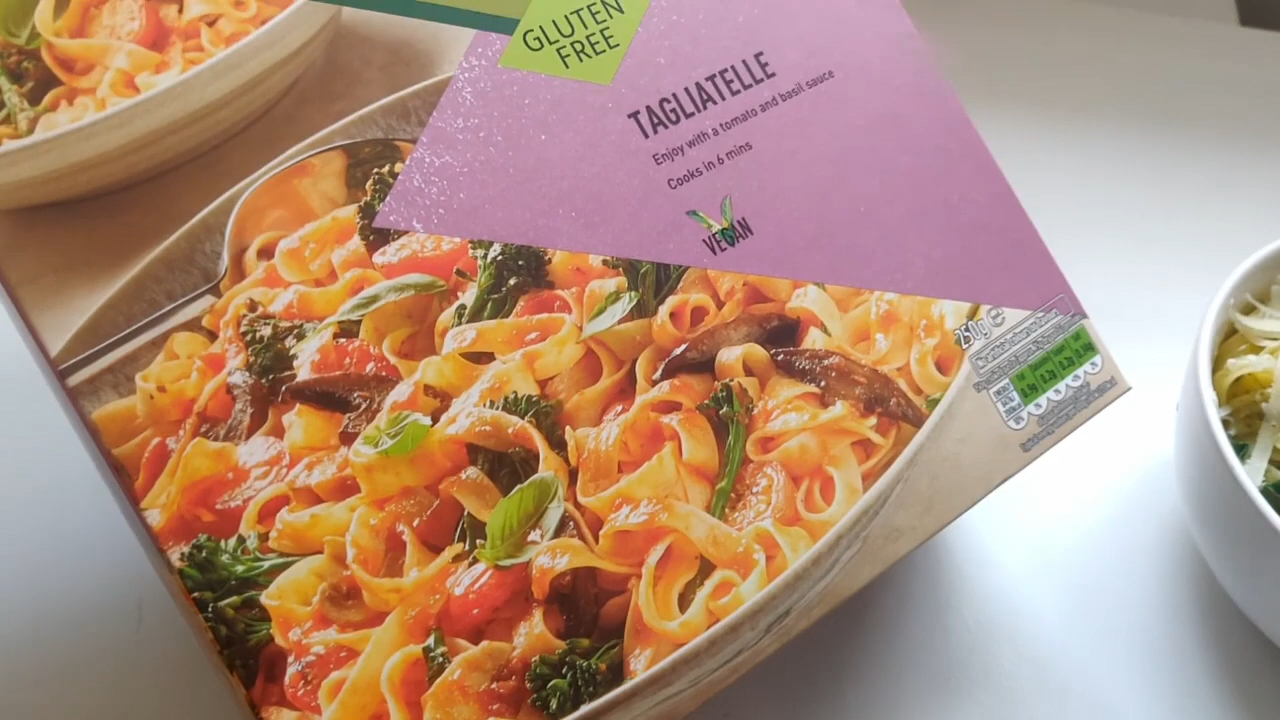 GLUTEN
FREE
TAGLIATELLE
Enjoy with a tomato and basil sauce
Cooks in 6 mins
VEGAN
250g e